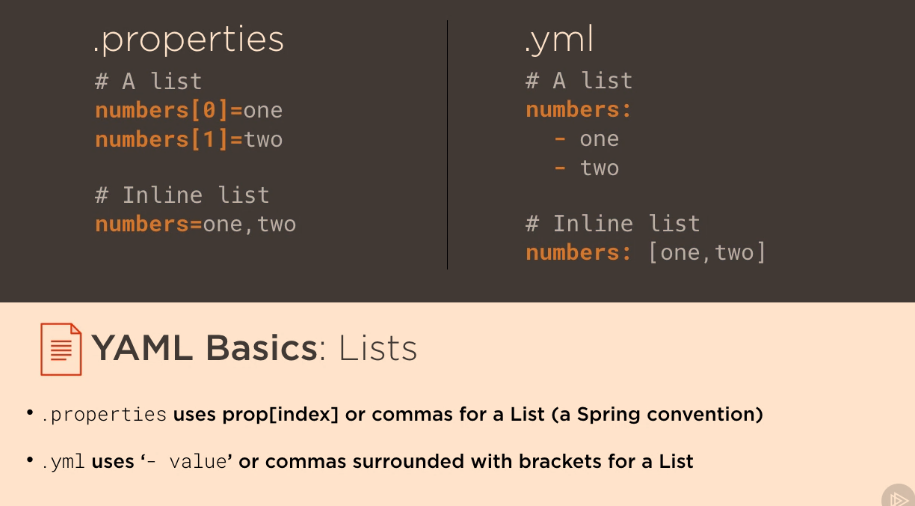 .properties
# A list
numbers[0]=one
numbers[1]=two
# Inline list
numbers=one,two
.yml
# A list
numbers:
- one
- two
# Inline list
numbers: [one,two]
YAML Basics: Lists
• .properties uses prop[index] or commas for a List (a Spring convention)
• .yml uses ‘- value’ or commas surrounded with brackets for a List